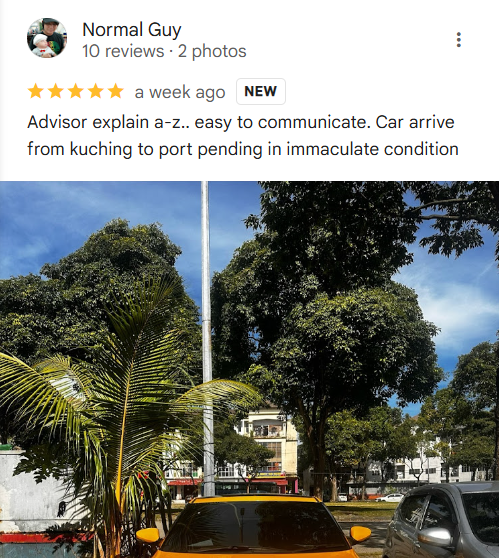 Normal Guy
10 reviews · 2 photos
a week ago NEW
Advisor explain a-z.. easy to communicate. Car arrive
from kuching to port pending in immaculate condition